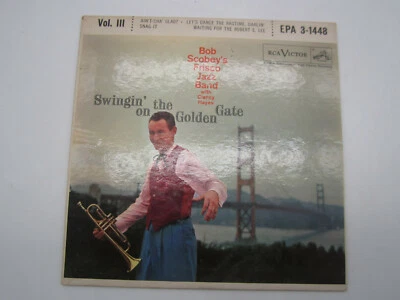 Vol. III
AIN'T-CHA GLAD? — LET'S DANCE THE RAGTIME, DARLIN'
SNAG IT WAITING FOR THE ROBERT E. LEE
EPA 3-1448
RCA VICTOR
Bob
Scobey's
Frisco
Jazz
Band
with
Clancy
Hayes
Swingin' on the
Golden Gate